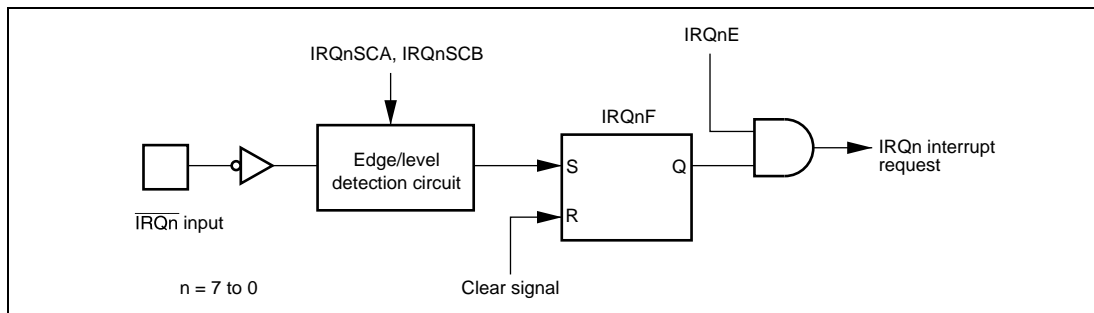 IRQnE
IRQnSCA, IRQnSCB
IRQnF
Edge/level
detection circuit
S
Q
R
IRQn interrupt
request
IRQn input
n = 7 to 0
Clear signal